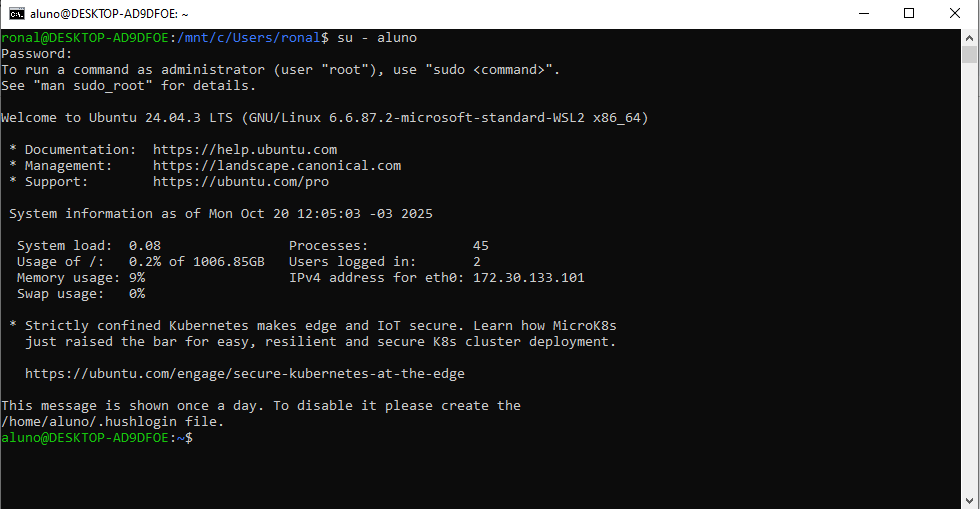 aluno@DESKTOP-AD9DFOE: ~
ronal@DESKTOP-AD9DFOE:/mnt/c/Users/ronal$ su - aluno
Password:
To run a command as administrator (user "root"), use "sudo <command>".
See "man sudo_root" for details.
Welcome to Ubuntu 24.04.3 LTS (GNU/Linux 6.6.87.2-microsoft-standard-WSL2 x86_64)
* Documentation:  https://help.ubuntu.com
* Management:     https://landscape.canonical.com
* Support:        https://ubuntu.com/pro
System information as of Mon Oct 20 12:05:03 -03 2025
System load:  0.08                Processes:             45
Usage of /:   0.2% of 1006.85GB   Users logged in:       2
Memory usage: 9%                  IPv4 address for eth0: 172.30.133.101
Swap usage:   0%
* Strictly confined Kubernetes makes edge and IoT secure. Learn how MicroK8s
just raised the bar for easy, resilient and secure K8s cluster deployment.
https://ubuntu.com/engage/secure-kubernetes-at-the-edge
This message is shown once a day. To disable it please create the
/home/aluno/.hushlogin file.
aluno@DESKTOP-AD9DFOE:~$